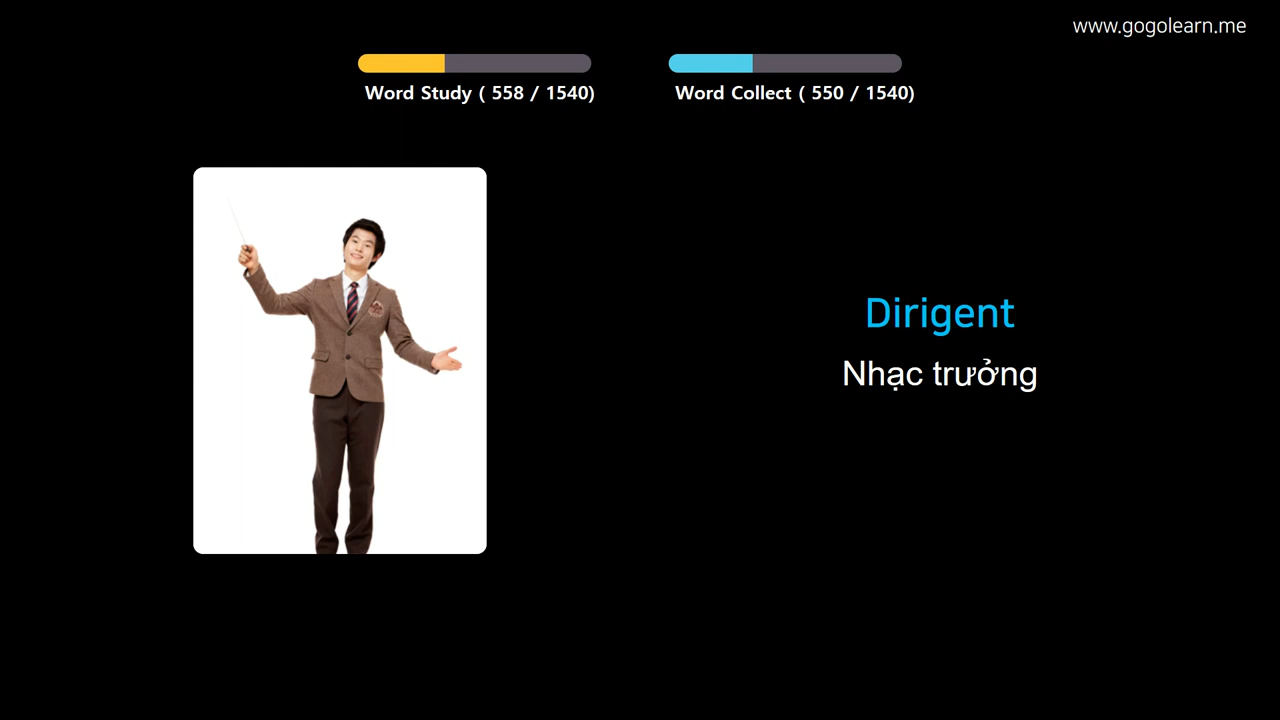 www.gogolearn.me
Word Study ( 558 / 1540)
Word Collect ( 550 / 1540)
Dirigent
Nhạc trưởng